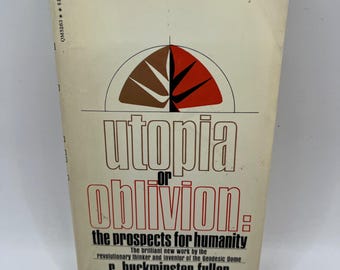 utopia
or
oblivion:
the prospects for humanity
The brilliant new work by the
revolutionary thinker and inventor of the Geodesic Dome
R. buckminster fuller
QM5263